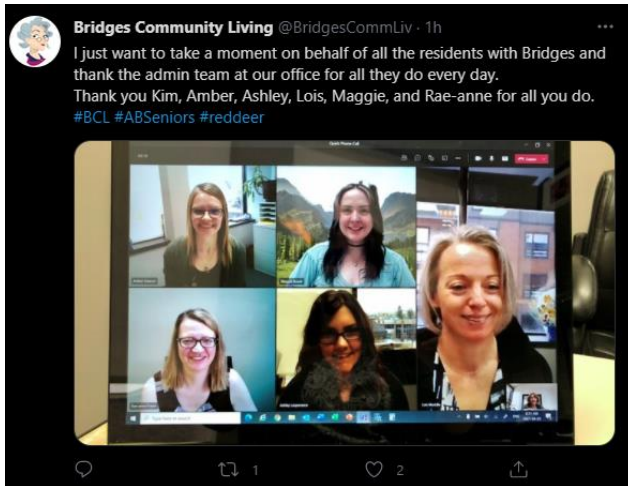 Bridges Community Living @BridgesCommLiv · 1h
I just want to take a moment on behalf of all the residents with Bridges and
thank the admin team at our office for all they do every day.
Thank you Kim, Amber, Ashley, Lois, Maggie, and Rae-anne for all you do.
#BCL #ABSeniors #reddeer
1
2